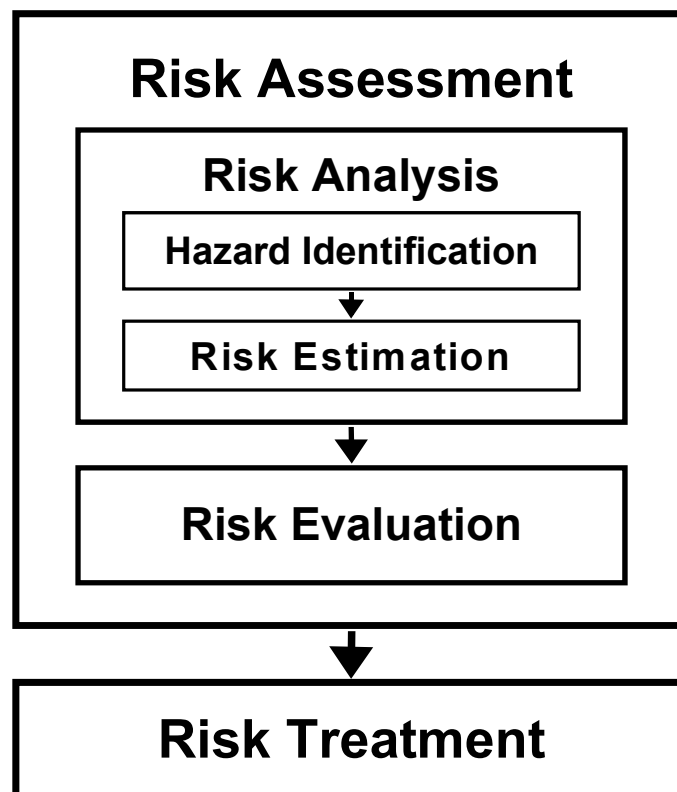 Risk Assessment
Risk Analysis
Hazard Identification
Risk Estimation
Risk Evaluation
Risk Treatment